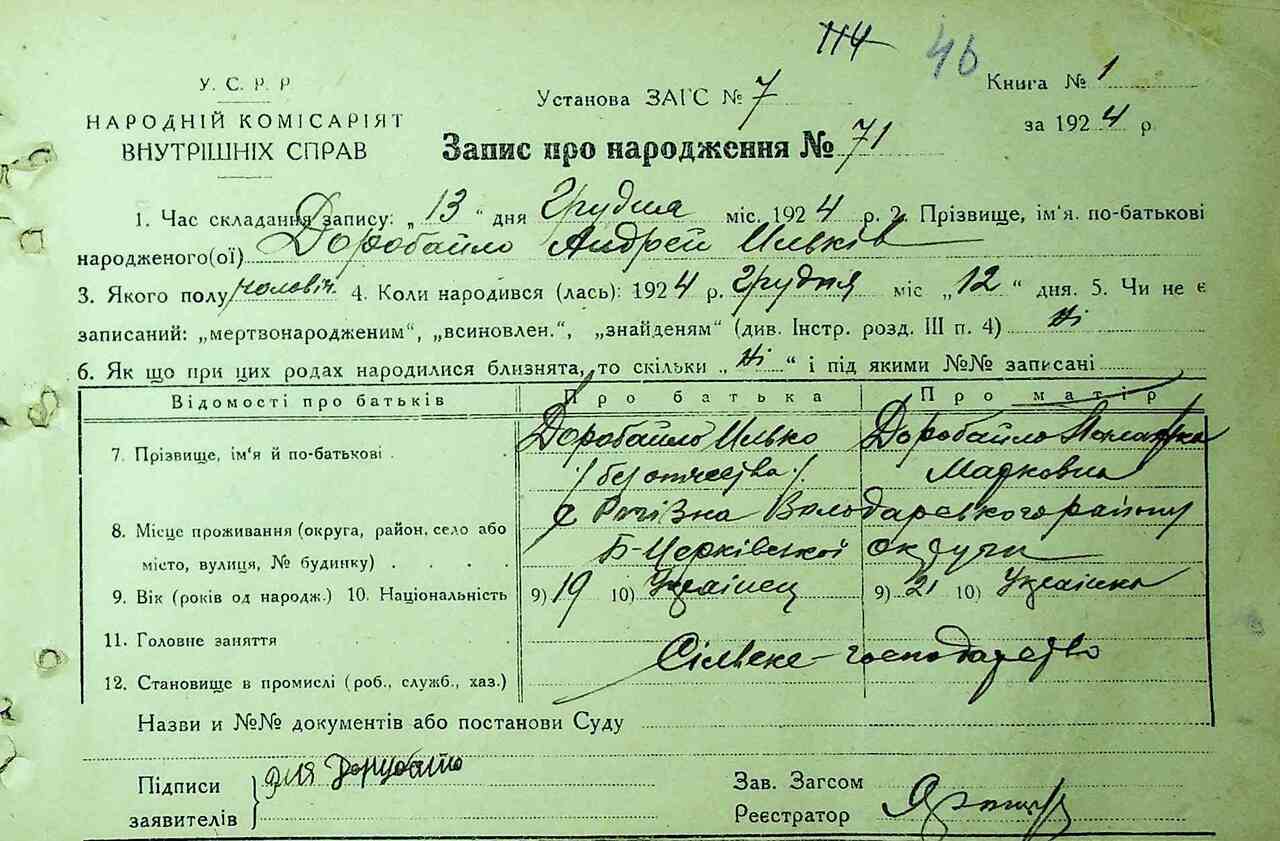 114 46
У. С. Р. Р
НАРОДНІЙ КОМІСАРІЯТ
ВНУТРІШНІХ СПРАВ
Установа ЗАГС № 7
Книга № 1
за 1924 р
Запис про народження № 71
1. Час складання запису: „13“ дня Грудня міс. 1924 р. 2. Прізвище, ім'я. по-батькові
народженого(ої) Доробайло Андрей Ильків
3. Якого полу чоловіч. 4. Коли народився (лась): 1924 р. Грудня міс „12“ дня. 5. Чи не є
записаний: „мертвонародженим“, „всиновлен.“, „знайденям“ (див. Інстр. розд. III п. 4) ні
6. Як що при цих родах народилися близнята, то скільки „ні“ і під якими №№ записані
Відомості про батьків Про батька Про матір
7. Прізвище, ім'я й по-батькові Доробайло Илько Доробайло
/без отчества/ Марковна
8. Місце проживання (округа, район, село або с Володарського району
місто, вулиця, № будинку) Б-Церківської округи
9. Вік (років од народж.) 10. Національність 9) 19 10) Українец 9) 21 10) Українка
11. Головне заняття
Сільске-господарство
12. Становище в промислі (роб., служб., хаз.)
Назви и №№ документів або постанови Суду
Підписи
заявителів
Зав. Загсом
Реєстратор